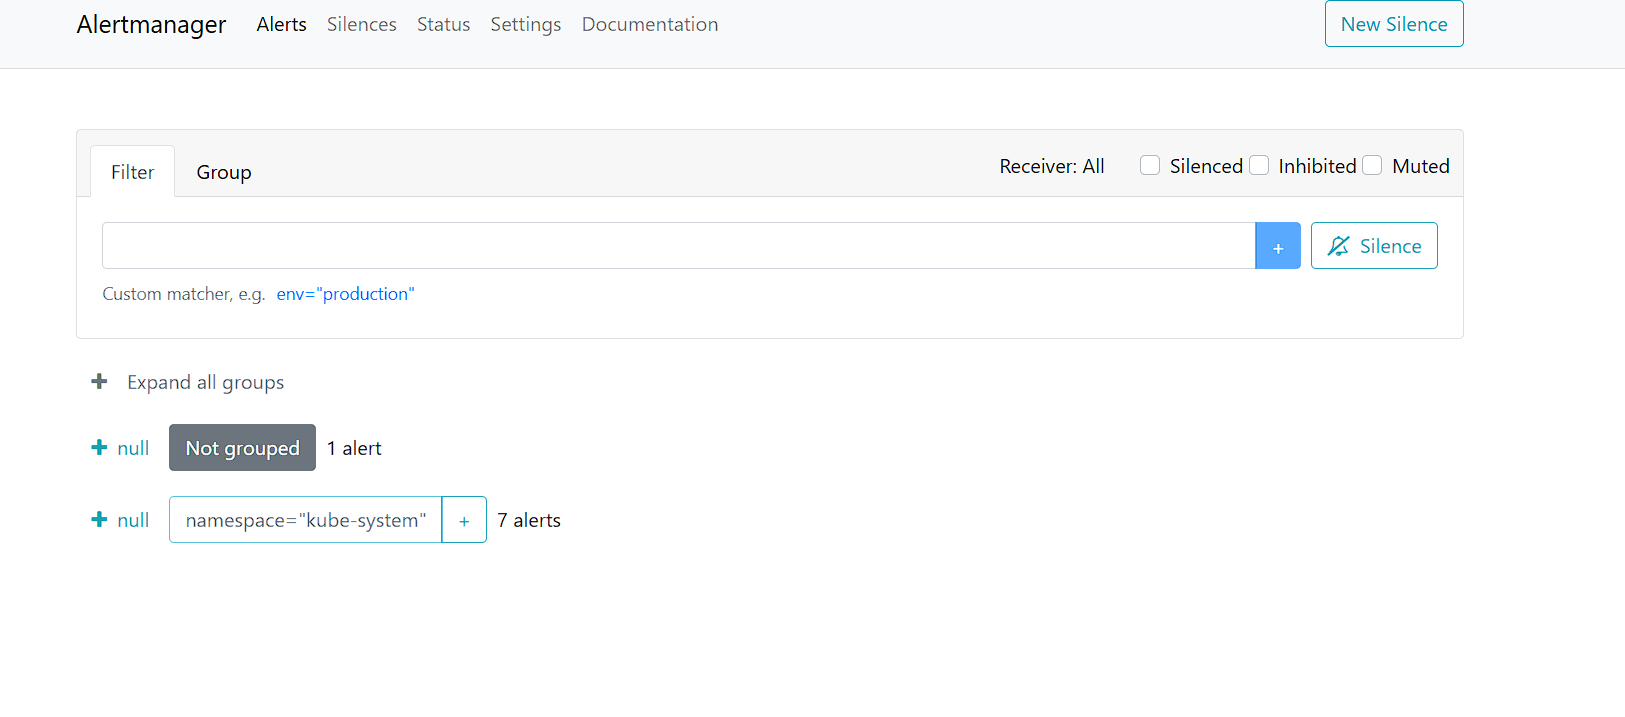 Alertmanager Alerts Silences Status Settings Documentation New Silence
Filter Group Receiver: All Silenced Inhibited Muted
+ Silence
Custom matcher, e.g. env="production"
+ Expand all groups
+ null Not grouped 1 alert
+ null namespace="kube-system" + 7 alerts